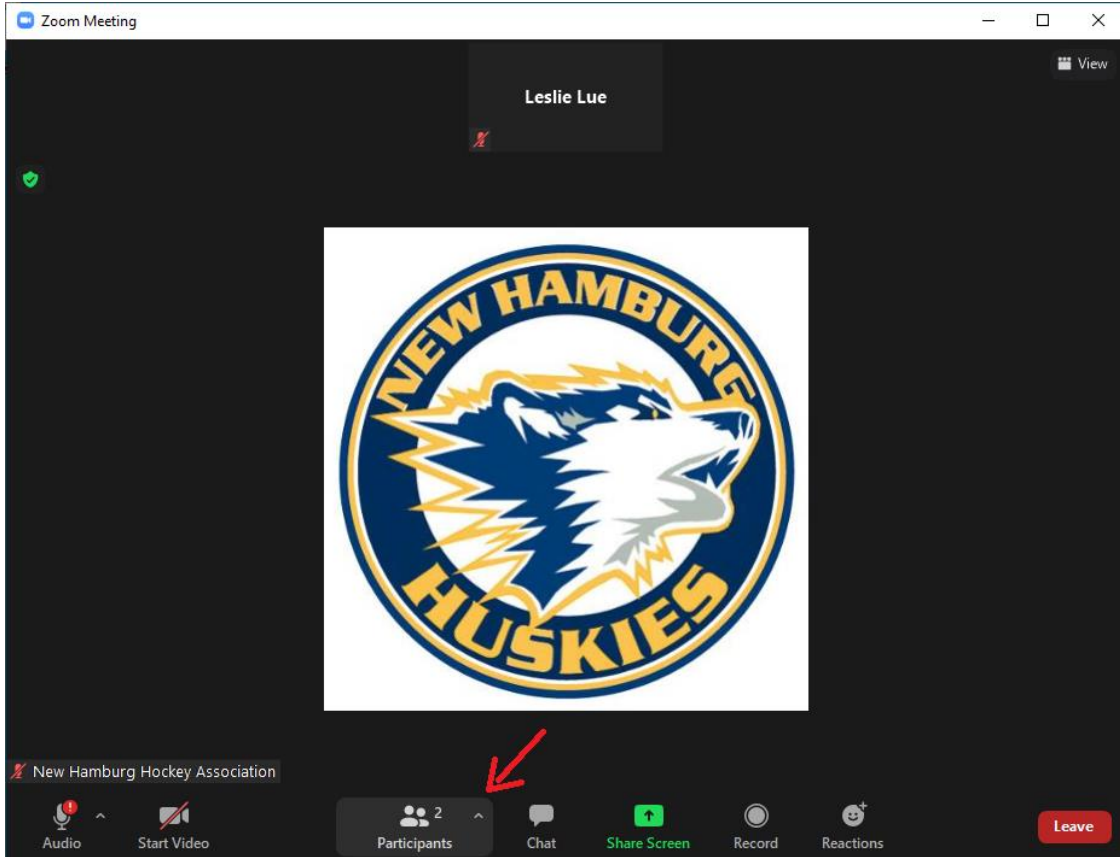 Zoom Meeting
View
Leslie Lue
NEW HAMBURG
HUSKIES
New Hamburg Hockey Association
2
Audio
Start Video
Participants
Chat
Share Screen
Record
Reactions
Leave